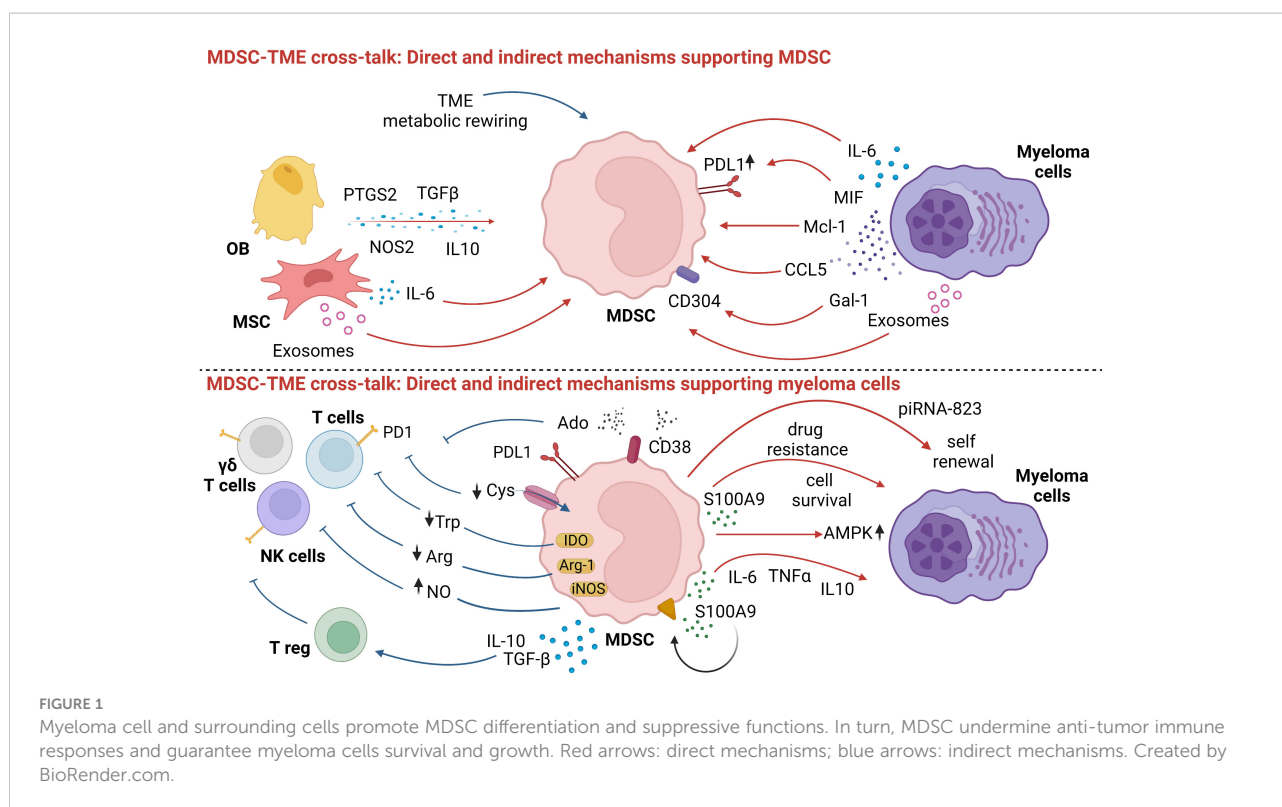 MDSC-TME cross-talk: Direct and indirect mechanisms supporting MDSC
TME
metabolic rewiring
OB
PTGS2
TGFβ
NOS2
IL10
MSC
IL-6
Exosomes
MDSC
PDL1
CD304
IL-6
MIF
Mcl-1
CCL5
Gal-1
Exosomes
Myeloma
cells
MDSC-TME cross-talk: Direct and indirect mechanisms supporting myeloma cells
T cells
PD1
γδ
T cells
NK cells
T reg
Ado
CD38
PDL1
Cys
Trp
Arg
NO
IDO
Arg-1
iNOS
IL-10
TGF-β
MDSC
S100A9
S100A9
piRNA-823
self
renewal
drug
resistance
cell
survival
AMPK
IL-6
TNFα
IL10
Myeloma
cells
FIGURE 1
Myeloma cell and surrounding cells promote MDSC differentiation and suppressive functions. In turn, MDSC undermine anti-tumor immune
responses and guarantee myeloma cells survival and growth. Red arrows: direct mechanisms; blue arrows: indirect mechanisms. Created by
BioRender.com.